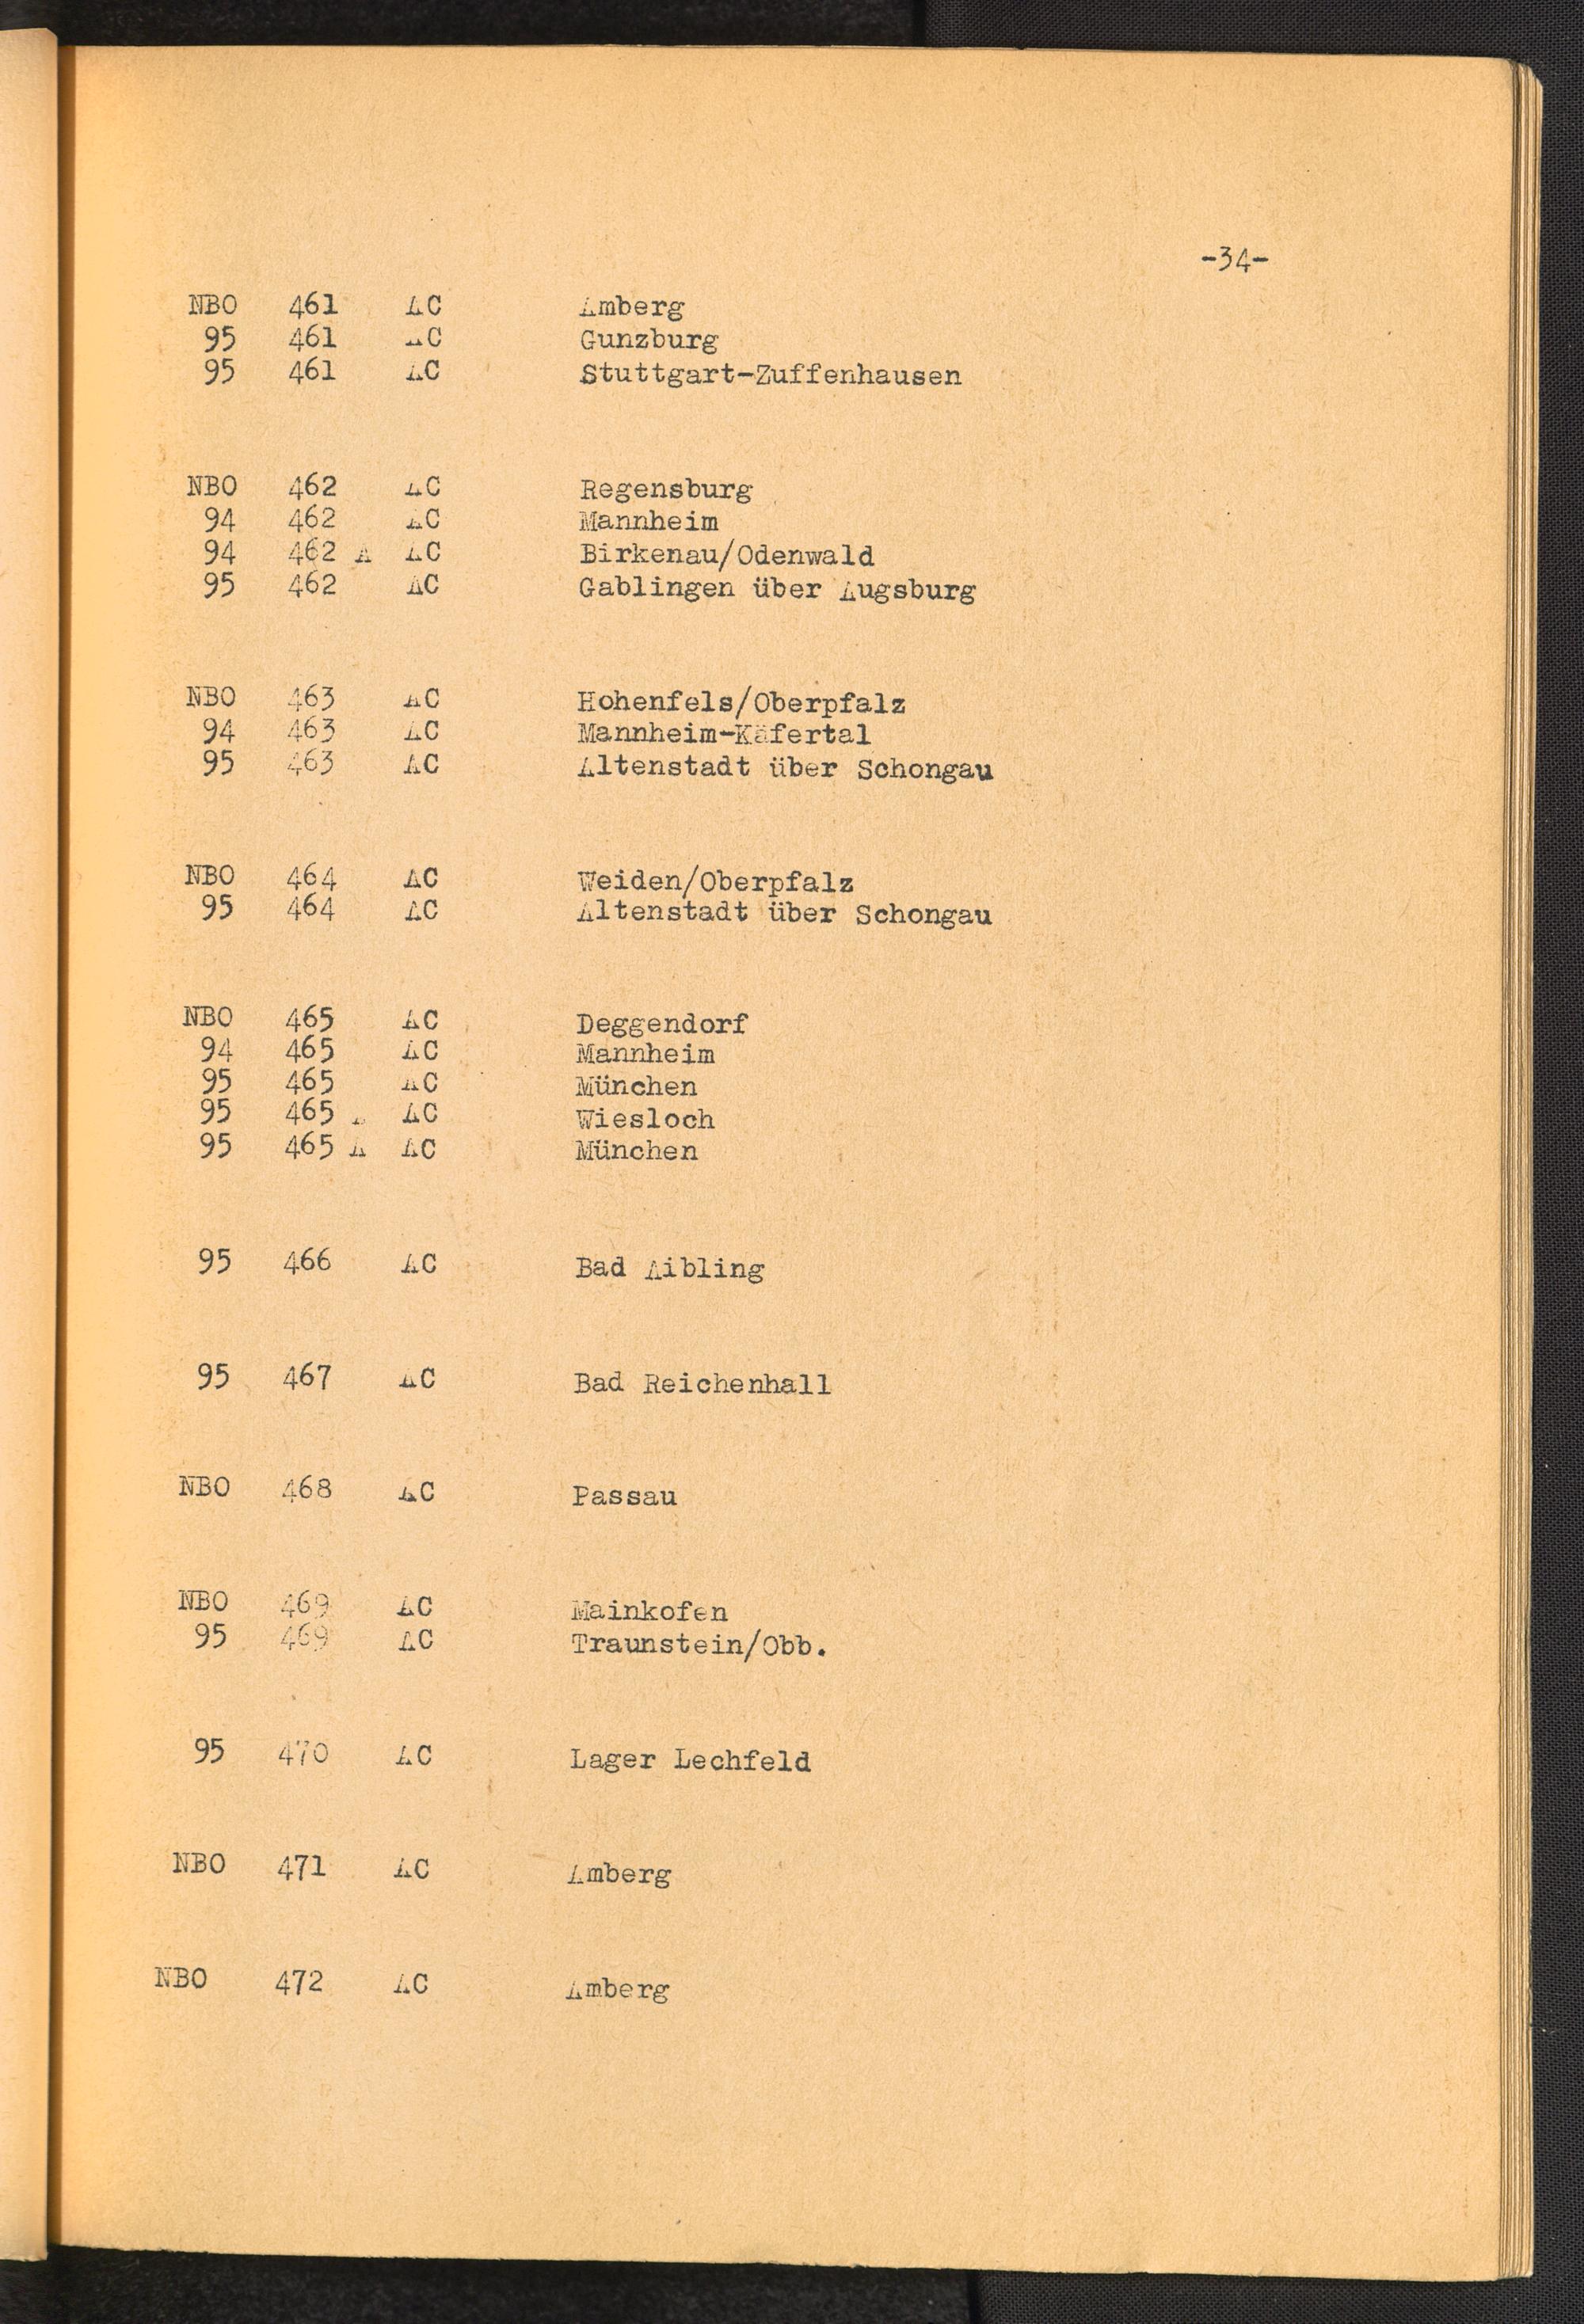 -34-
NBO 461 AC Amberg
95 461 AC Gunzburg
95 461 AC Stuttgart-Zuffenhausen
NBO 462 AC Regensburg
94 462 AC Mannheim
94 462 A AC Birkenau/Odenwald
95 462 AC Gablingen über Augsburg
NBO 463 AC Hohenfels/Oberpfalz
94 463 AC Mannheim-Käfertal
95 463 AC Altenstadt über Schongau
NBO 464 AC Weiden/Oberpfalz
95 464 AC Altenstadt über Schongau
NBO 465 AC Deggendorf
94 465 AC Mannheim
95 465 AC München
95 465 A AC Wiesloch
95 465 A AC München
95 466 AC Bad Aibling
95 467 AC Bad Reichenhall
NBO 468 AC Passau
NBO 469 AC Mainkofen
95 469 AC Traunstein/Obb.
95 470 AC Lager Lechfeld
NBO 471 AC Amberg
NBO 472 AC Amberg